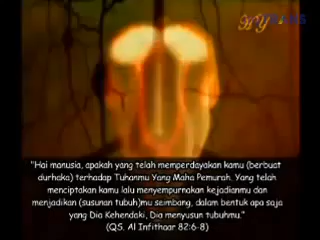 "Hai manusia, apakah yang telah memperdayakan kamu (berbuat
durhaka) terhadap Tuhanmu Yang Maha Pemurah. Yang telah
menciptakan kamu lalu menyempurnakan kejadianmu dan
menjadikan (susunan tubuh)mu seimbang, dalam bentuk apa saja
yang Dia Kehendaki, Dia menyusun tubuhmu."
(QS. Al Infithaar 82:6-8)